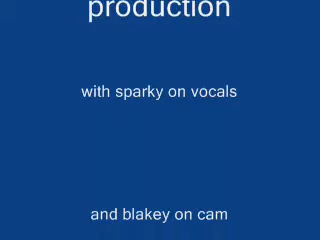 production
with sparky on vocals
and blakey on cam